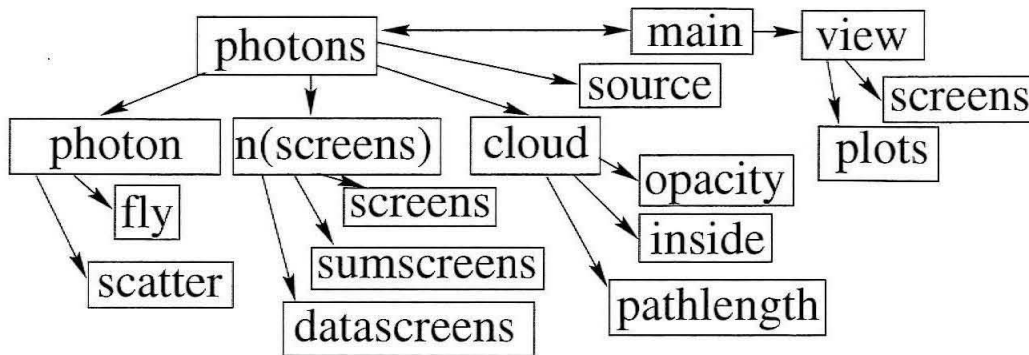 photons
main
view
source
screens
photon
n(screens)
cloud
plots
opacity
fly
screens
inside
scatter
sumscreens
pathlength
datascreens